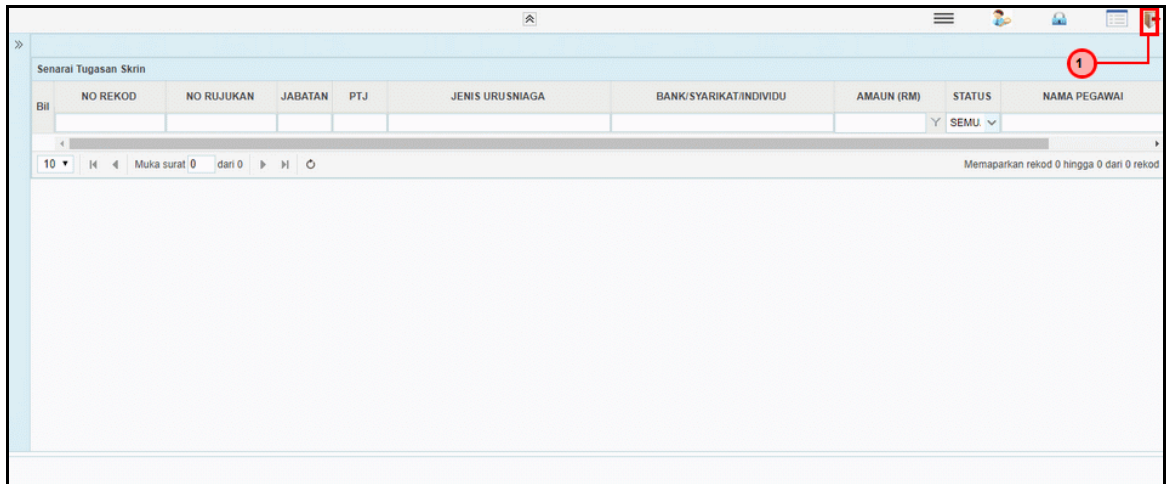 1
Senarai Tugasan Skrin
Bil NO REKOD NO RUJUKAN JABATAN PTJ JENIS URUSNIAGA BANK/SYARIKAT/INDIVIDU AMAUN (RM) STATUS NAMA PEGAWAI
SEMU
10 Muka surat 0 dari 0 Memaparkan rekod 0 hingga 0 dari 0 rekod